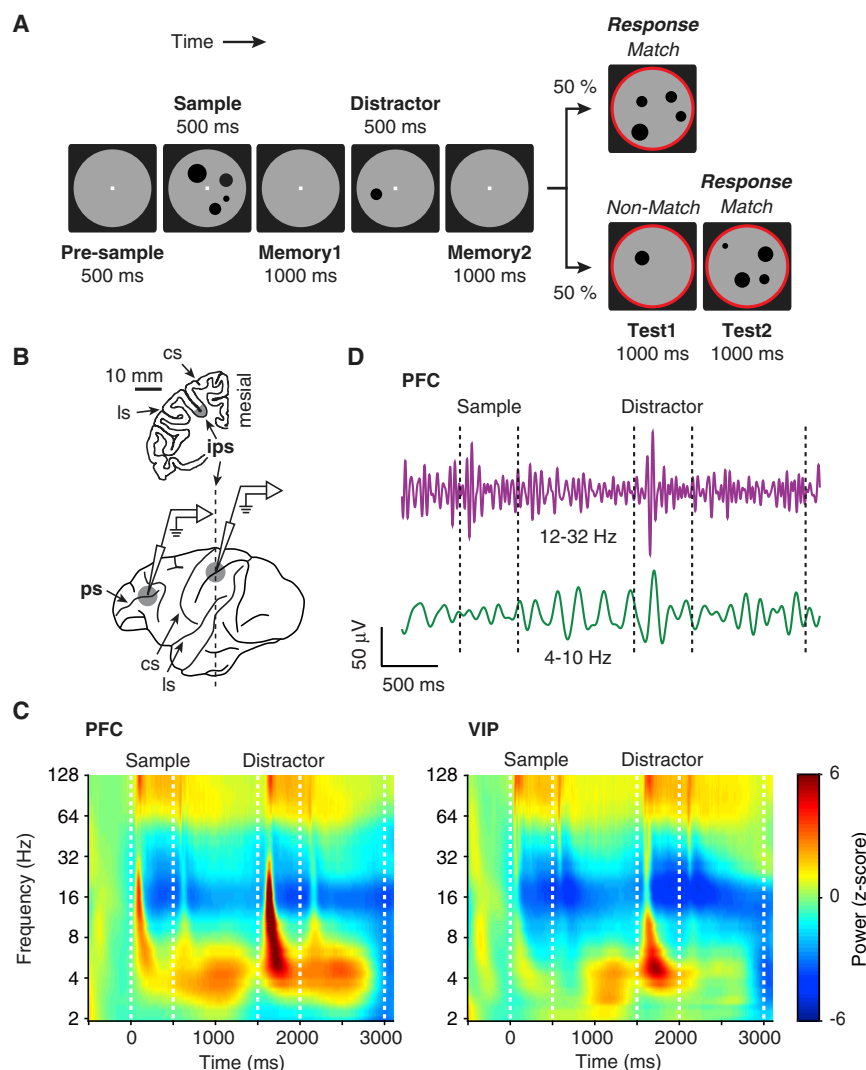 A
Time
Sample
500 ms
Distractor
500 ms
Pre-sample
500 ms
Memory1
1000 ms
Memory2
1000 ms
50 %
Response
Match
50 %
Non-Match
Response
Match
Test1
1000 ms
Test2
1000 ms
B
cs
10 mm
ls
mesial
ips
ps
cs
ls
D
PFC
Sample
Distractor
12-32 Hz
50 µV
4-10 Hz
500 ms
C
PFC
Sample
Distractor
Frequency (Hz)
128
64
32
16
8
4
2
0
1000
2000
3000
Time (ms)
VIP
Sample
Distractor
128
64
32
16
8
4
2
0
1000
2000
3000
Time (ms)
6
0
-6
Power (z-score)